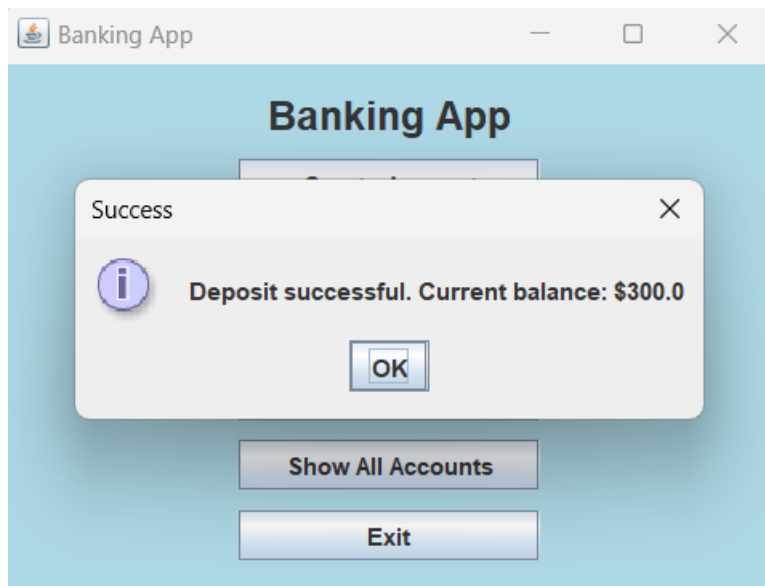 Banking App
Banking App
Success
Deposit successful. Current balance: $300.0
OK
Show All Accounts
Exit